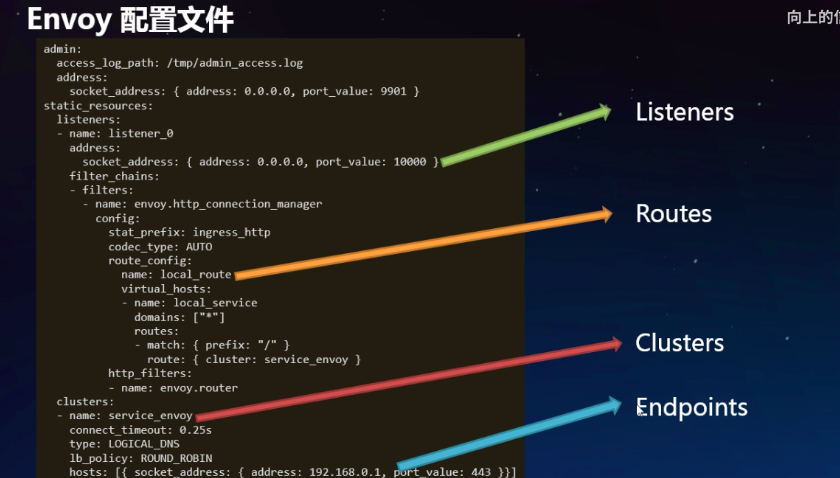 Envoy 配置文件
向上的
admin:
  access_log_path: /tmp/admin_access.log
  address:
    socket_address: { address: 0.0.0.0, port_value: 9901 }
static_resources:
  listeners:
  - name: listener_0
    address:
      socket_address: { address: 0.0.0.0, port_value: 10000 }
    filter_chains:
    - filters:
      - name: envoy.http_connection_manager
        config:
          stat_prefix: ingress_http
          codec_type: AUTO
          route_config:
            name: local_route
            virtual_hosts:
            - name: local_service
              domains: ["*"]
              routes:
              - match: { prefix: "/" }
                route: { cluster: service_envoy }
          http_filters:
          - name: envoy.router
  clusters:
  - name: service_envoy
    connect_timeout: 0.25s
    type: LOGICAL_DNS
    lb_policy: ROUND_ROBIN
    hosts: [{ socket_address: { address: 192.168.0.1, port_value: 443 }}]
Listeners
Routes
Clusters
Endpoints